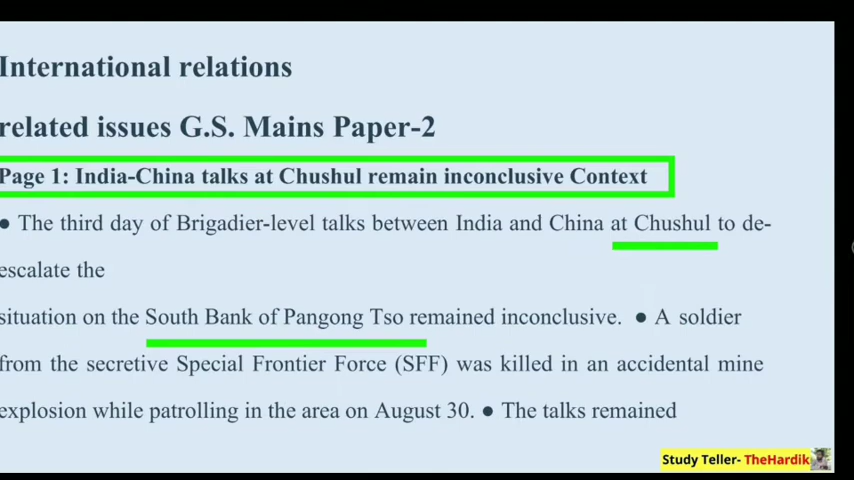 International relations
related issues G.S. Mains Paper-2
Page 1: India-China talks at Chushul remain inconclusive Context
● The third day of Brigadier-level talks between India and China at Chushul to de-
escalate the
situation on the South Bank of Pangong Tso remained inconclusive. ● A soldier
from the secretive Special Frontier Force (SFF) was killed in an accidental mine
explosion while patrolling in the area on August 30. ● The talks remained
Study Teller- TheHardik